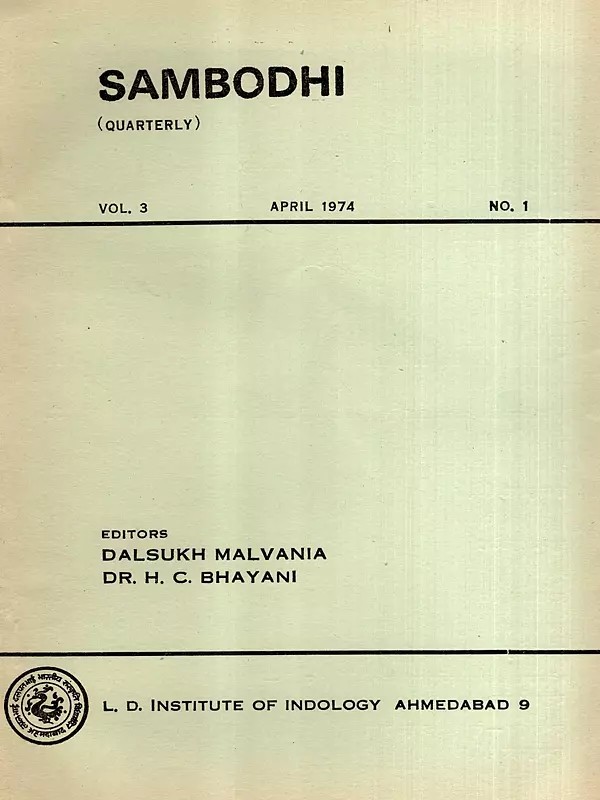 SAMBODHI
(QUARTERLY)
VOL. 3 APRIL 1974 NO. 1
EDITORS
DALSUKH MALVANIA
DR. H. C. BHAYANI
L. D. INSTITUTE OF INDOLOGY AHMEDABAD 9